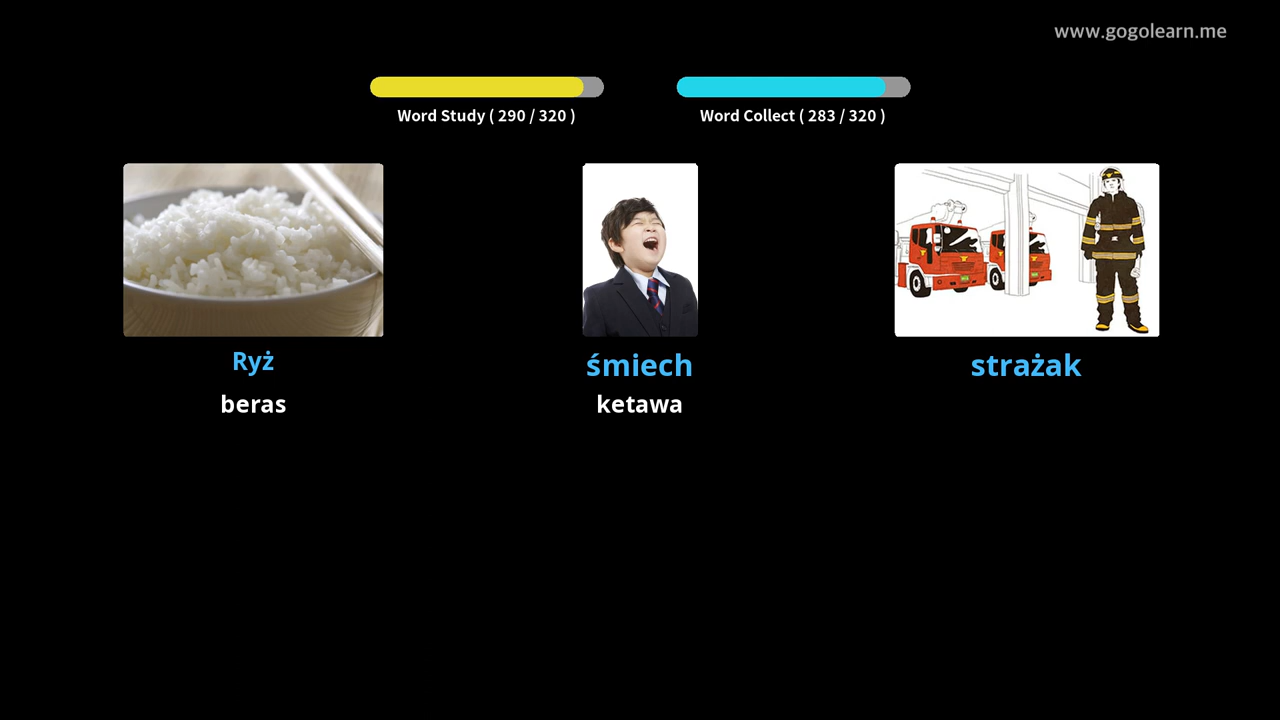 www.gogolearn.me
Word Study ( 290 / 320 )
Word Collect ( 283 / 320 )
Ryż
śmiech
strażak
beras
ketawa